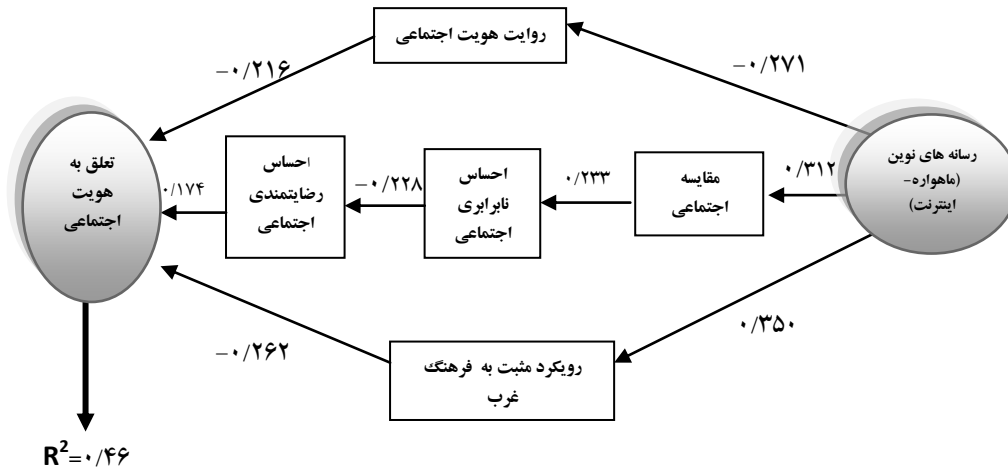 روایت هویت اجتماعی
−۰/۲۷۱
−۰/۲۱۶
رسانه های نوین
(ماهواره-
اینترنت)
۰/۳۱۲
مقایسه
اجتماعی
۰/۲۳۳
احساس
نابرابری
اجتماعی
−۰/۲۲۸
احساس
رضایتمندی
اجتماعی
۰/۱۷۴
تعلق به
هویت
اجتماعی
۰/۳۵۰
رویکرد مثبت به فرهنگ
غرب
−۰/۲۶۲
R²=۰/۴۶